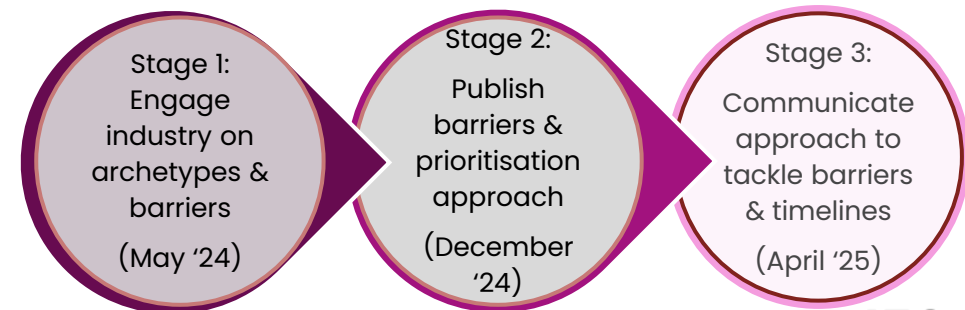 Stage 1:
Engage
industry on
archetypes &
barriers
(May ‘24)
Stage 2:
Publish
barriers &
prioritisation
approach
(December
‘24)
Stage 3:
Communicate
approach to
tackle barriers
& timelines
(April ‘25)